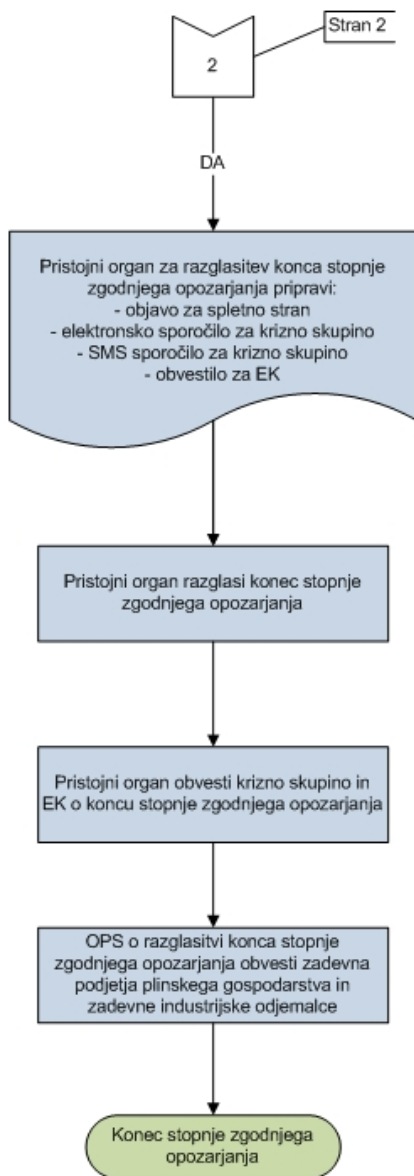 Stran 2
2
DA
Pristojni organ za razglasitev konca stopnje
zgodnjega opozarjanja pripravi:
- objavo za spletno stran
- elektronsko sporočilo za krizno skupino
- SMS sporočilo za krizno skupino
- obvestilo za EK
Pristojni organ razglasi konec stopnje
zgodnjega opozarjanja
Pristojni organ obvesti krizno skupino in
EK o koncu stopnje zgodnjega opozarjanja
OPS o razglasitvi konca stopnje
zgodnjega opozarjanja obvesti zadevna
podjetja plinskega gospodarstva in
zadevne industrijske odjemalce
Konec stopnje zgodnjega
opozarjanja